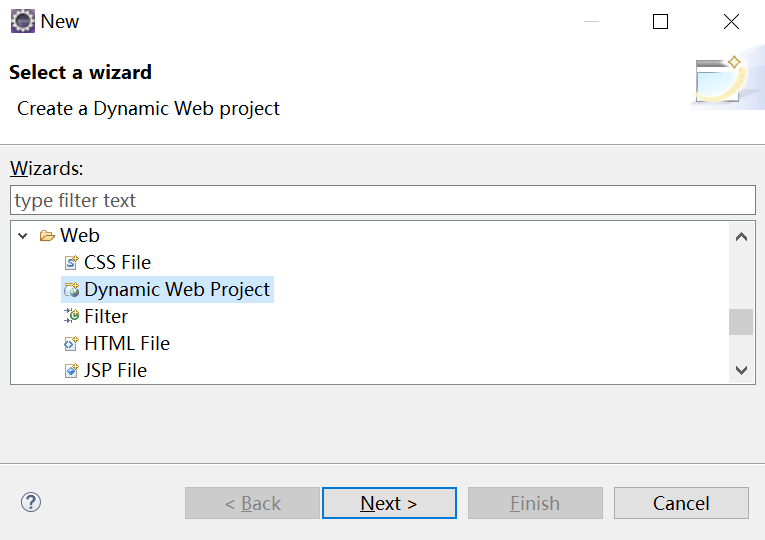 New
Select a wizard
Create a Dynamic Web project
Wizards:
type filter text
Web
CSS File
Dynamic Web Project
Filter
HTML File
JSP File
?
< Back
Next >
Finish
Cancel